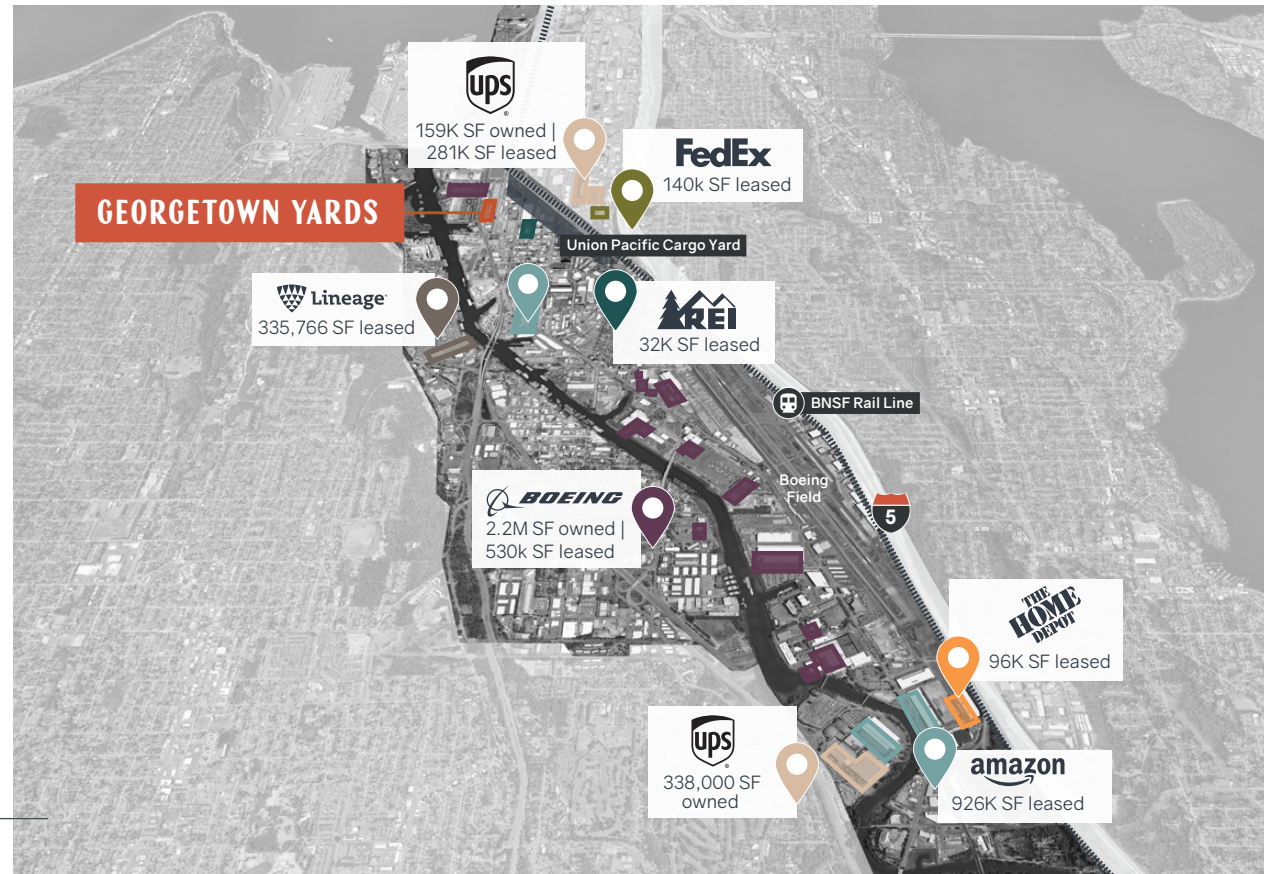 ups
159K SF owned |
281K SF leased
FedEx
140k SF leased
GEORGETOWN YARDS
Union Pacific Cargo Yard
Lineage
335,766 SF leased
REI
32K SF leased
BNSF Rail Line
BOEING
2.2M SF owned |
530k SF leased
Boeing
Field
5
THE
HOME
DEPOT
96K SF leased
ups
338,000 SF
owned
amazon
926K SF leased